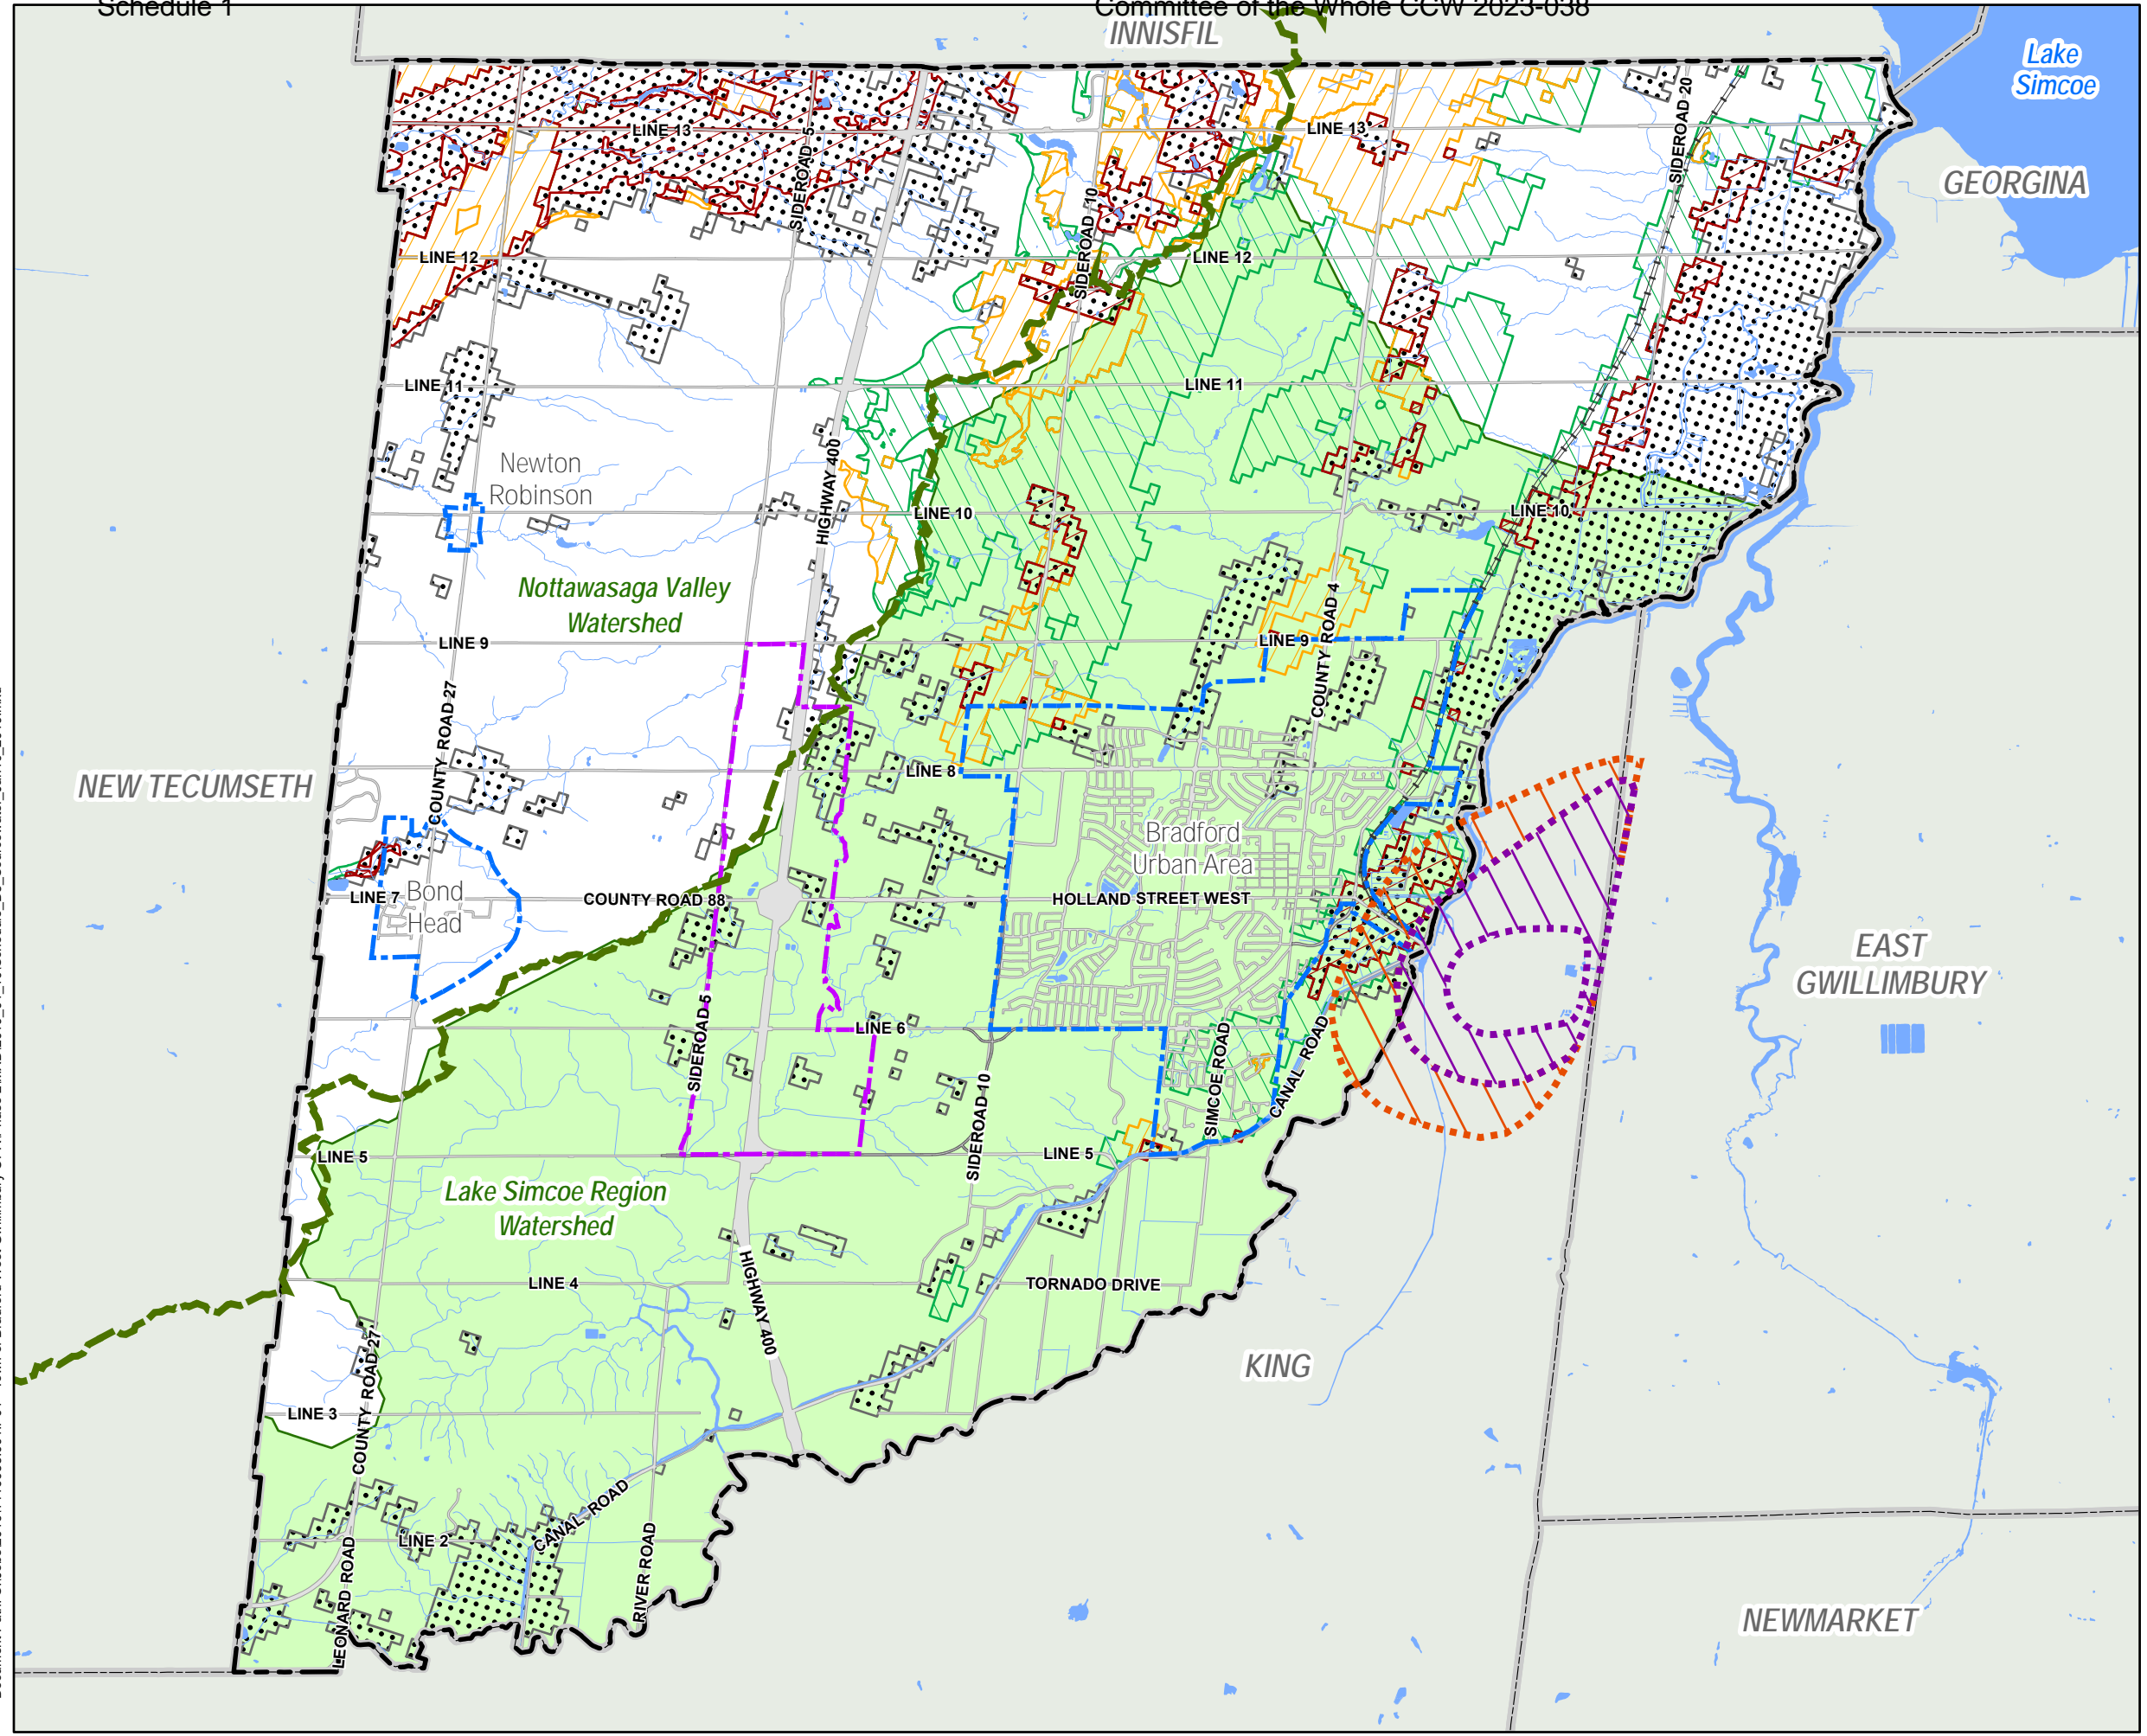 Schedule 1
Committee of the Whole CCW 2023-038
INNISFIL
Lake
Simcoe
GEORGINA
LINE 13
SIDEROAD 5
LINE 13
SIDEROAD 20
SIDEROAD 10
LINE 12
LINE 12
LINE 11
LINE 11
Newton
Robinson
HIGHWAY 400
LINE 10
LINE 10
Nottawasaga Valley
Watershed
LINE 9
LINE 9
COUNTY ROAD 4
COUNTY ROAD 27
NEW TECUMSETH
LINE 8
Bradford
Urban Area
LINE 7
Bond
Head
COUNTY ROAD 88
HOLLAND STREET WEST
EAST
GWILLIMBURY
SIDEROAD 5
LINE 6
SIDEROAD 10
SIMCOE ROAD
CANAL ROAD
LINE 5
LINE 5
Lake Simcoe Region
Watershed
LINE 4
HIGHWAY 400
TORNADO DRIVE
KING
LINE 3
COUNTY ROAD 27
CANAL ROAD
LINE 2
LEONARD ROAD
RIVER ROAD
NEWMARKET